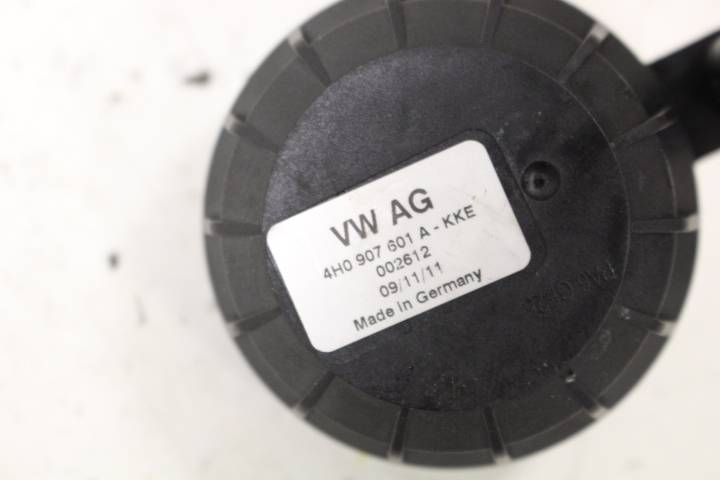 VW AG
4H0 907 601 A - KKE
002612
09/11/11
Made in Germany